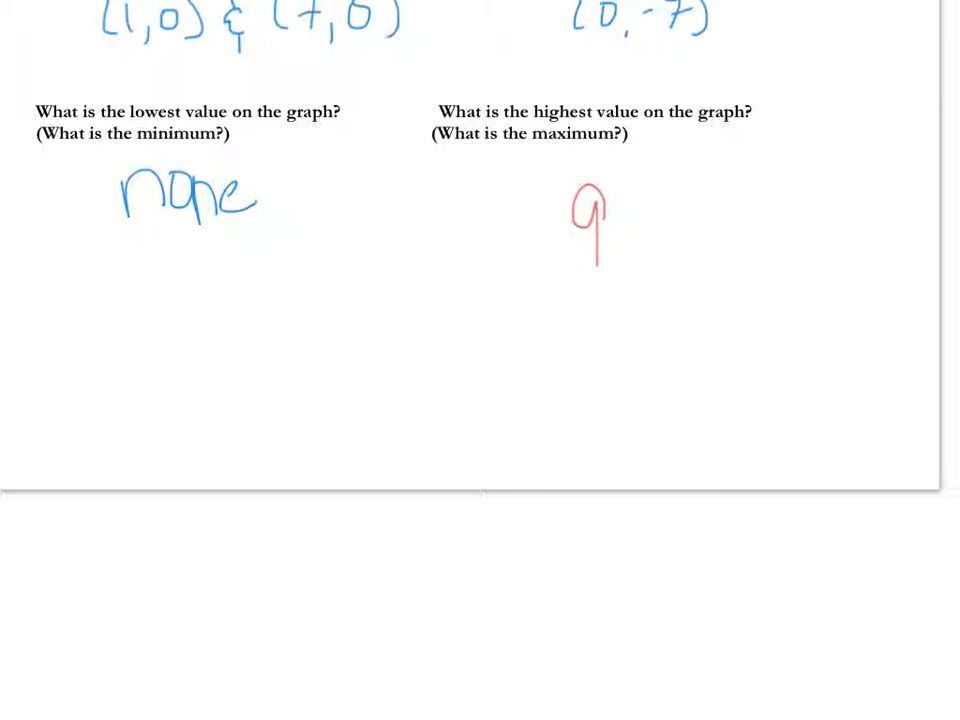 (1,0) & (7,0) (0,-7)
What is the lowest value on the graph? What is the highest value on the graph?
(What is the minimum?) (What is the maximum?)
none 9